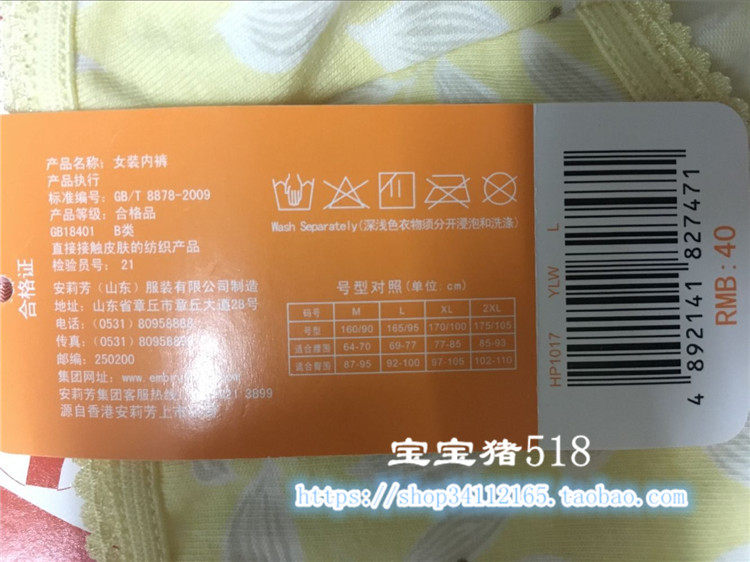 合格证
产品名称: 女装内裤
产品执行
标准编号: GB/T 8878-2009
产品等级: 合格品
GB18401 B类
直接接触皮肤的纺织产品
检验员号: 21
安莉芳(山东)服装有限公司制造
地址: 山东省章丘市章丘大道28号
电话: (0531) 80958888
传真: (0531) 8095888
邮编: 250200
集团网址: www.emb
安莉芳集团客服热线 21 3899
源自香港安莉芳上市
Wash Separately(深浅色衣物须分开浸泡和洗涤)
号型对照(单位:cm)
码号 M L XL 2XL
号型 160/90 165/95 170/100 175/105
适合腰围 64-70 69-77 77-85 85-93
适合臀围 87-95 92-100 97-105 102-110
HP1017 YLW L
4 892141 827471
RMB: 40
宝宝猪518
https://shop34112165.taobao.com